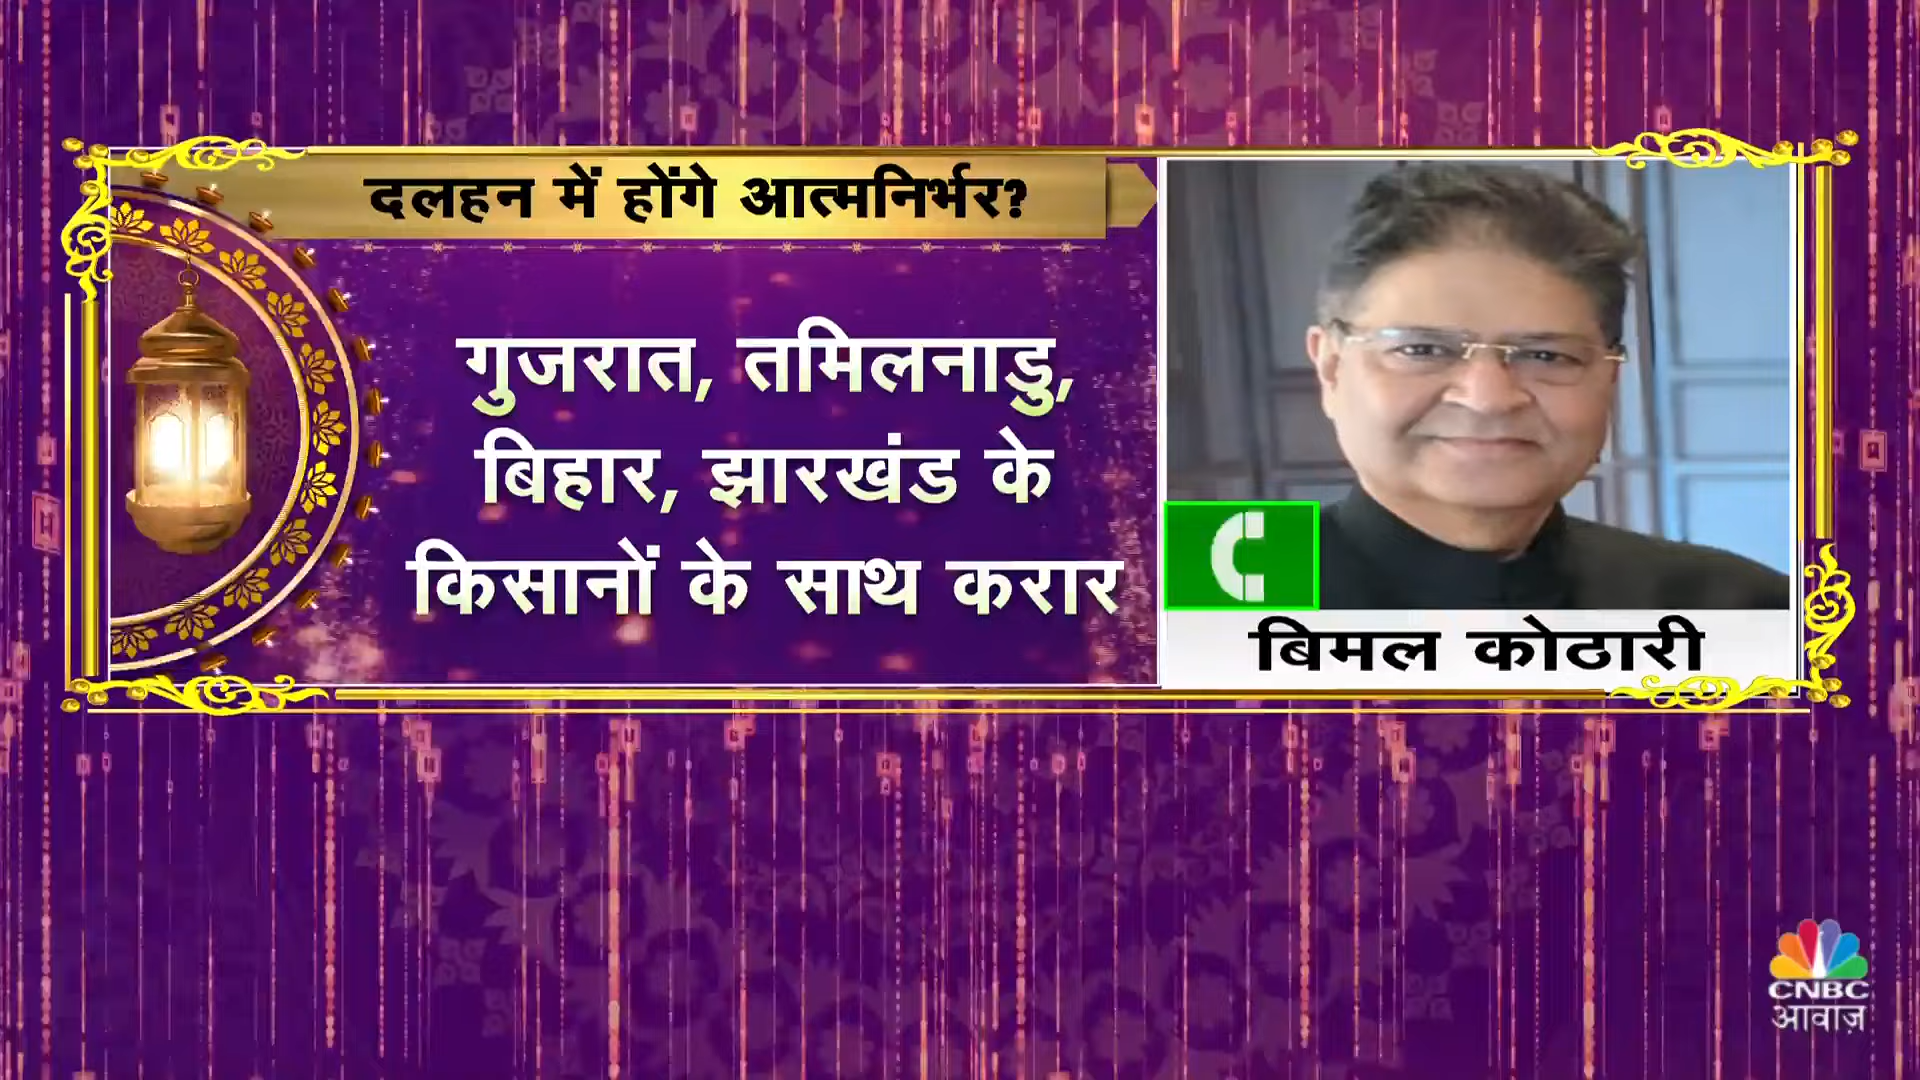 दलहन में होंगे आत्मनिर्भर?
गुजरात, तमिलनाडु,
बिहार, झारखंड के
किसानों के साथ करार
बिमल कोठारी
CNBC
आवाज़